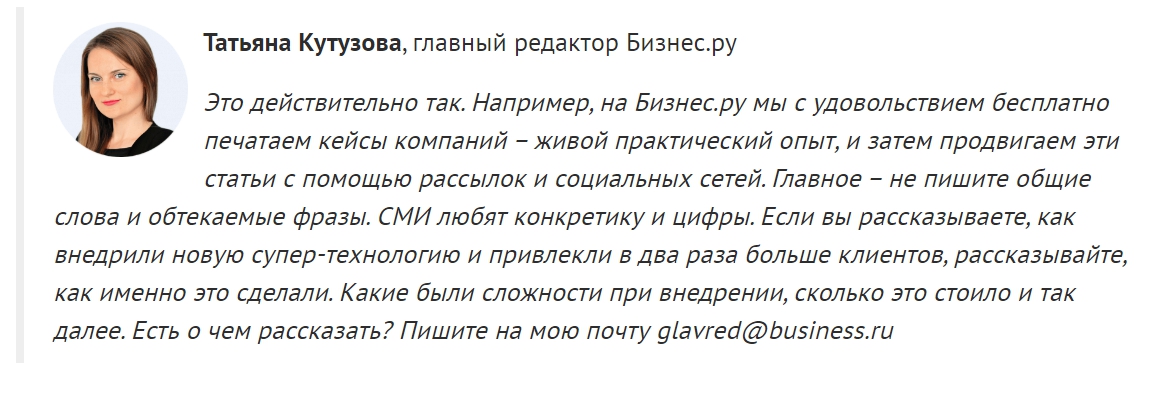 Татьяна Кутузова, главный редактор Бизнес.ру
Это действительно так. Например, на Бизнес.ру мы с удовольствием бесплатно
печатаем кейсы компаний – живой практический опыт, и затем продвигаем эти
статьи с помощью рассылок и социальных сетей. Главное – не пишите общие
слова и обтекаемые фразы. СМИ любят конкретику и цифры. Если вы рассказываете, как
внедрили новую супер-технологию и привлекли в два раза больше клиентов, рассказывайте,
как именно это сделали. Какие были сложности при внедрении, сколько это стоило и так
далее. Есть о чем рассказать? Пишите на мою почту glavred@business.ru